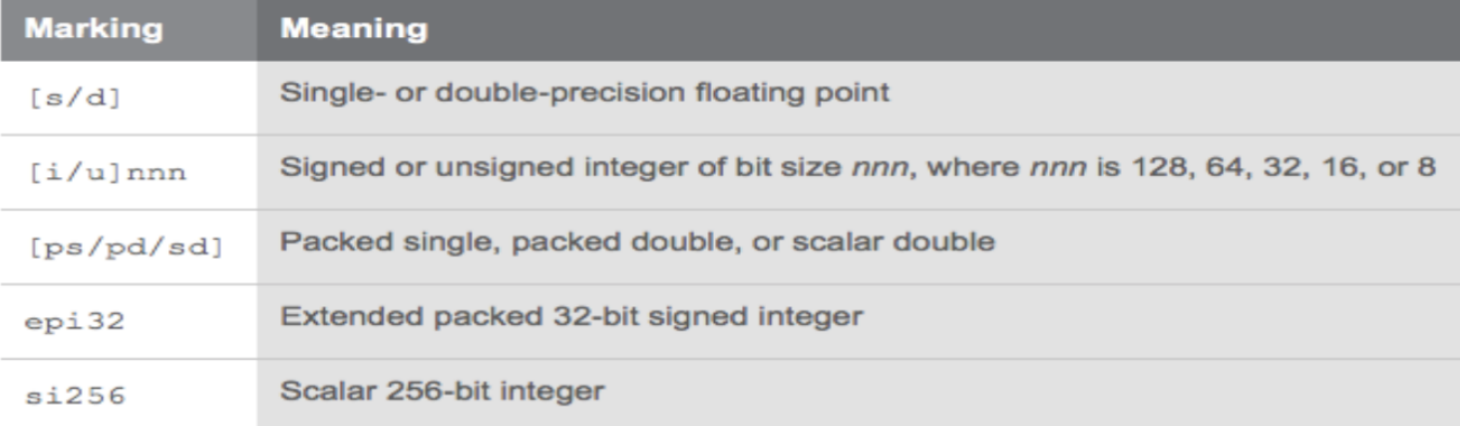 Marking Meaning
[s/d] Single- or double-precision floating point
[i/u]nnn Signed or unsigned integer of bit size nnn, where nnn is 128, 64, 32, 16, or 8
[ps/pd/sd] Packed single, packed double, or scalar double
epi32 Extended packed 32-bit signed integer
si256 Scalar 256-bit integer